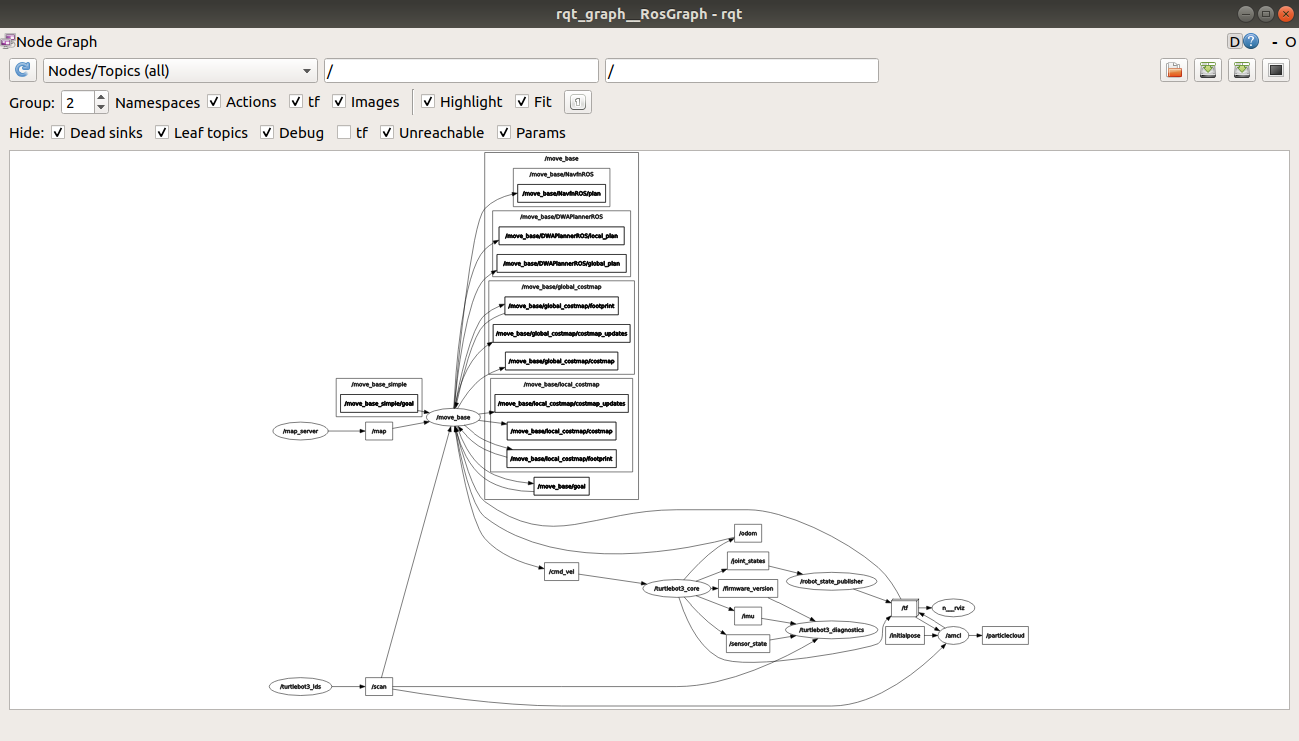 rqt_graph__RosGraph - rqt
Node Graph
D ? - O
Nodes/Topics (all) / /
Group: 2 Namespaces Actions tf Images Highlight Fit
Hide: Dead sinks Leaf topics Debug tf Unreachable Params
/move_base
/move_base/NavfnROS
/move_base/NavfnROS/plan
/move_base/DWAPlannerROS
/move_base/DWAPlannerROS/local_plan
/move_base/DWAPlannerROS/global_plan
/move_base/global_costmap
/move_base/global_costmap/footprint
/move_base/global_costmap/costmap_updates
/move_base/global_costmap/costmap
/move_base_simple
/move_base/local_costmap
/move_base_simple/goal
/move_base/local_costmap/costmap_updates
/move_base
/map_server
/map
/move_base/local_costmap/costmap
/move_base/local_costmap/footprint
/move_base/goal
/odom
/joint_states
/cmd_vel
/robot_state_publisher
/turtlebot3_core
/firmware_version
/tf
n__rviz
/imu
/turtlebot3_diagnostics
/initialpose
/amcl
/particlecloud
/sensor_state
/turtlebot3_lds
/scan